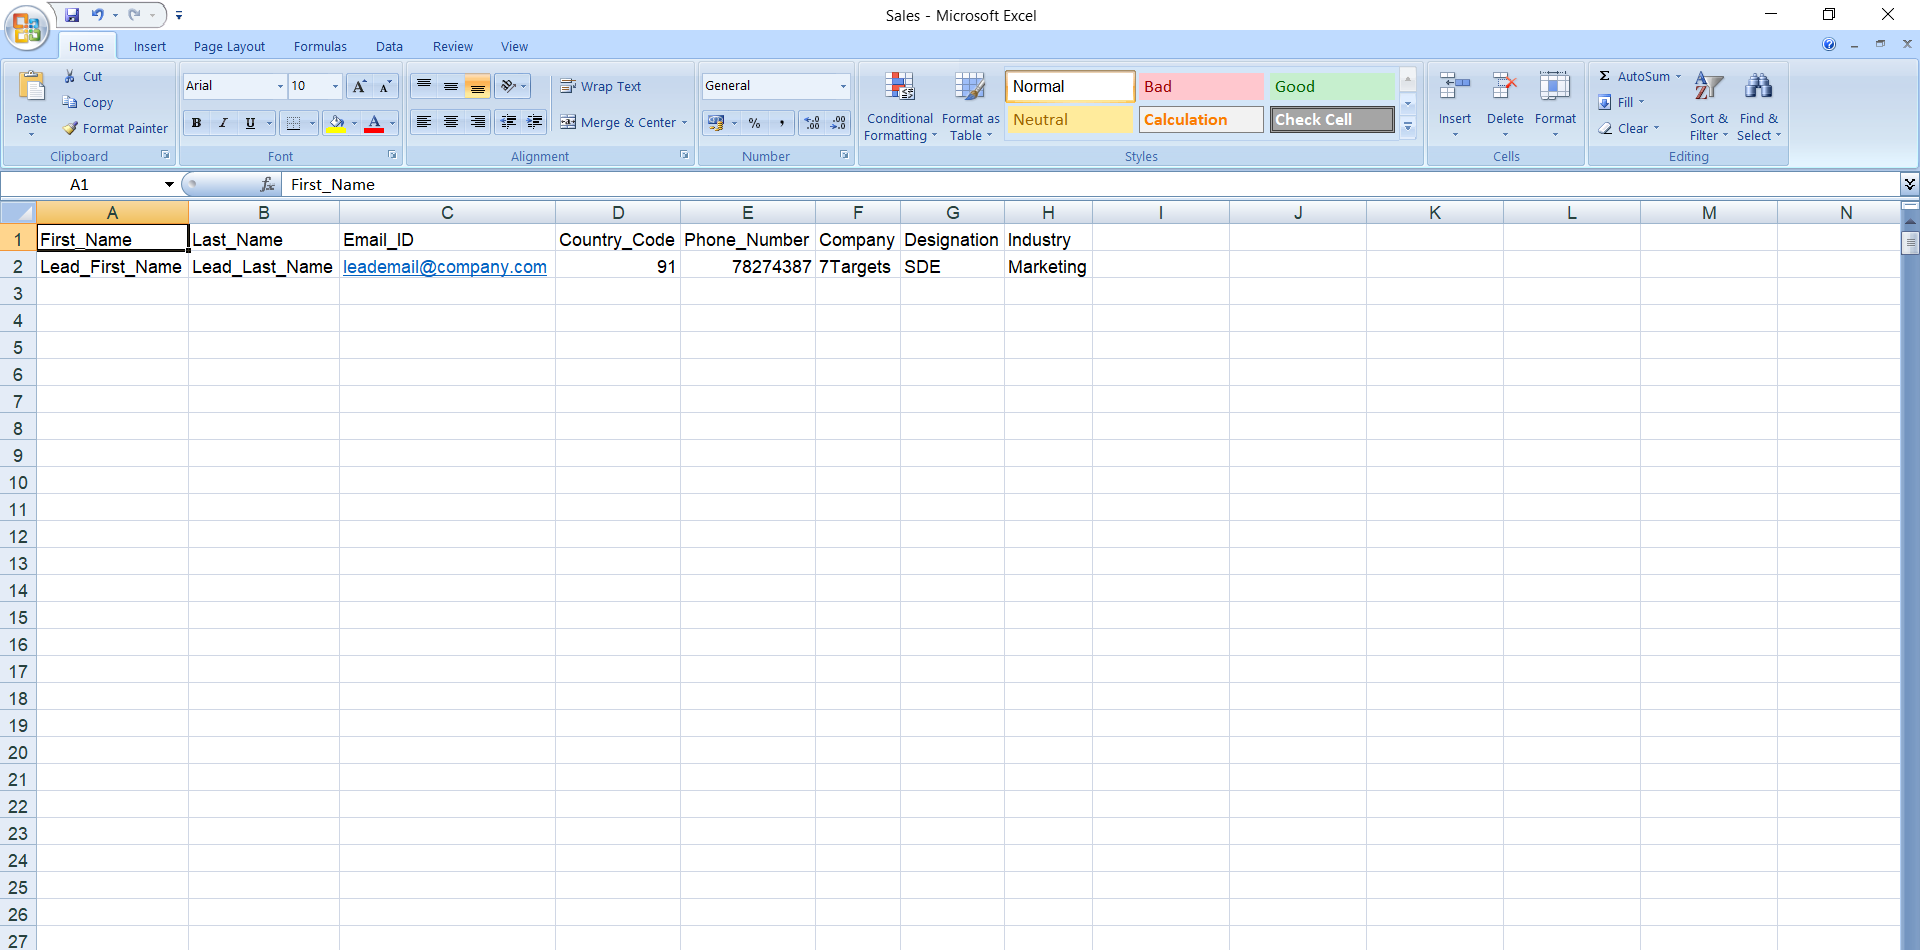 Sales - Microsoft Excel
Home Insert Page Layout Formulas Data Review View
Paste Cut Copy Format Painter
Clipboard
Arial 10 A A
B I U A
Font
Wrap Text
Merge & Center
Alignment
General
% , .0 .00 .00 .0
Number
Conditional Formatting Format as Table
Normal Bad Good
Neutral Calculation Check Cell
Styles
Insert Delete Format
Cells
Σ AutoSum Fill Clear
Sort & Filter Find & Select
Editing
A1 fx First_Name
A B C D E F G H I J K L M N
1 First_Name Last_Name Email_ID Country_Code Phone_Number Company Designation Industry
2 Lead_First_Name Lead_Last_Name leademail@company.com 91 78274387 7Targets SDE Marketing
3
4
5
6
7
8
9
10
11
12
13
14
15
16
17
18
19
20
21
22
23
24
25
26
27